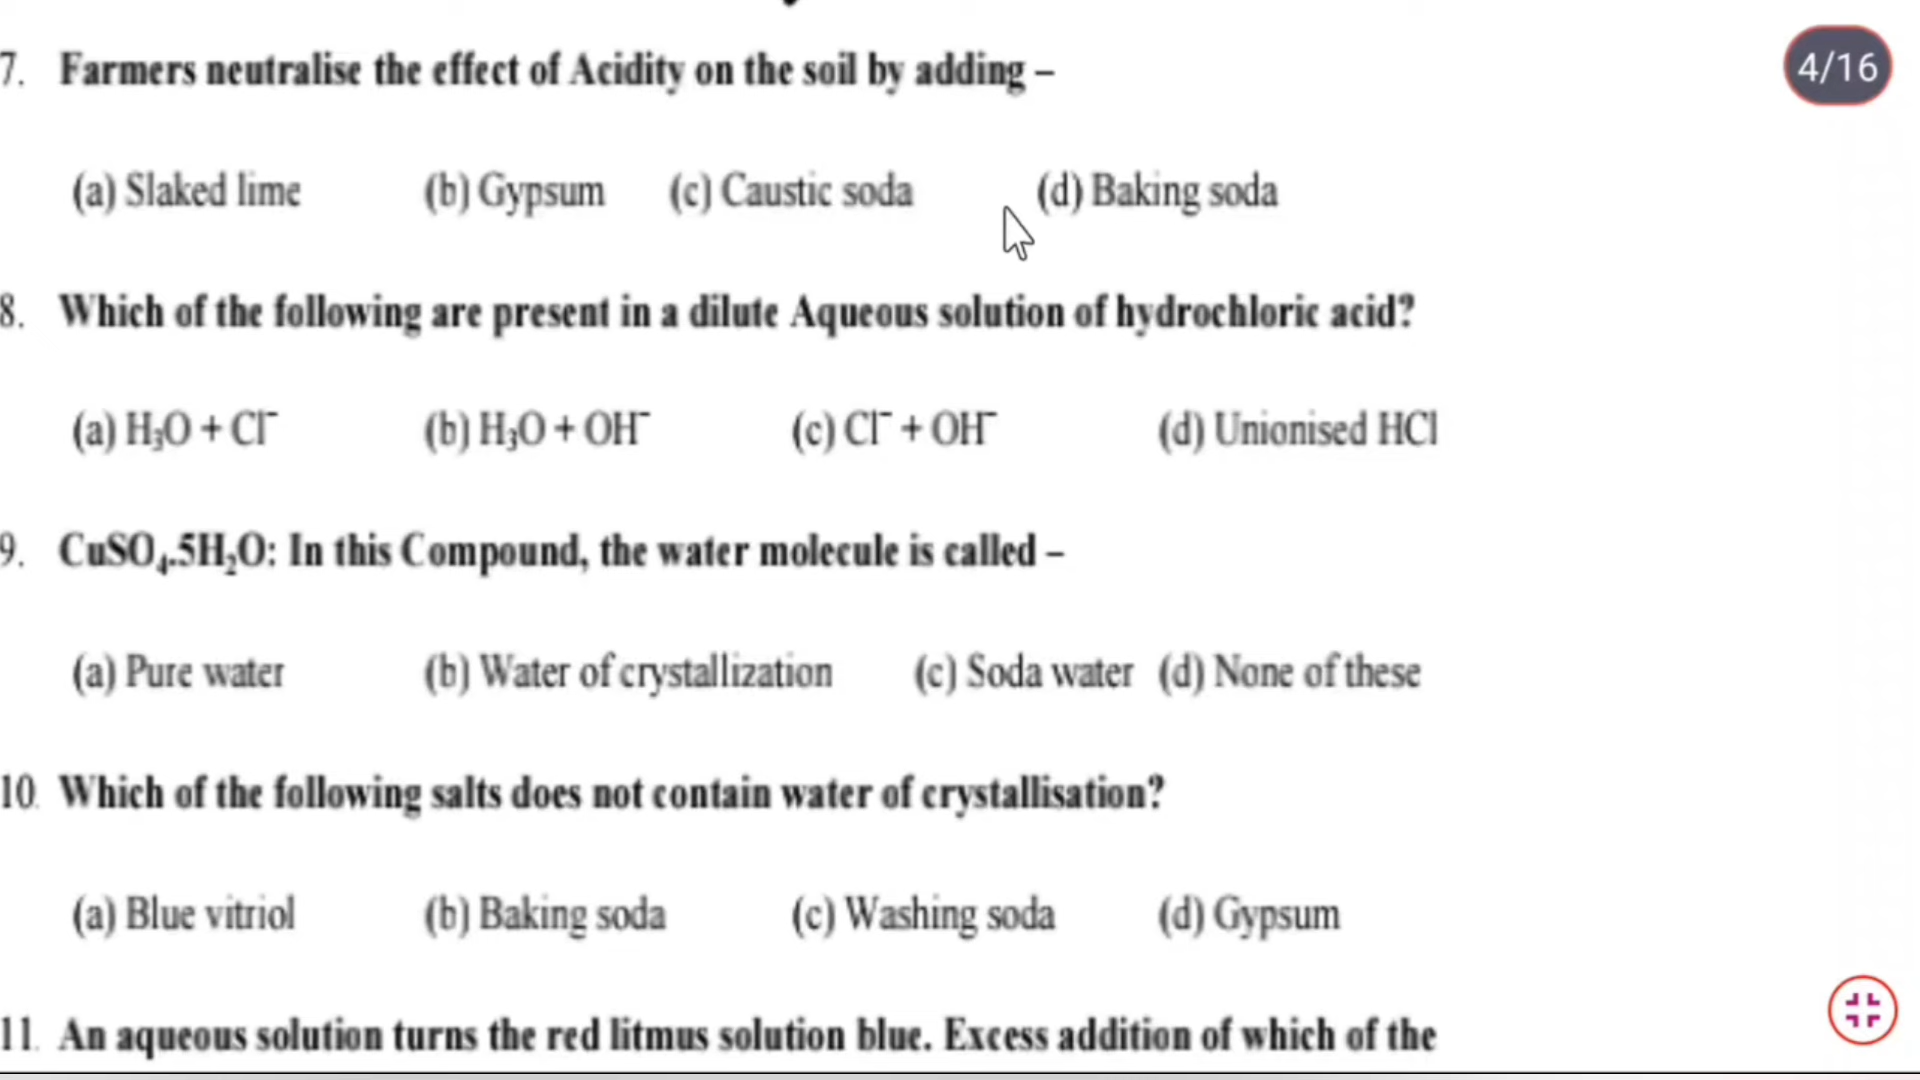 7. Farmers neutralise the effect of Acidity on the soil by adding –
4/16
(a) Slaked lime (b) Gypsum (c) Caustic soda (d) Baking soda
8. Which of the following are present in a dilute Aqueous solution of hydrochloric acid?
(a) H₃O + Cl⁻ (b) H₃O + OH⁻ (c) Cl⁻ + OH⁻ (d) Unionised HCl
9. CuSO₄.5H₂O: In this Compound, the water molecule is called –
(a) Pure water (b) Water of crystallization (c) Soda water (d) None of these
10. Which of the following salts does not contain water of crystallisation?
(a) Blue vitriol (b) Baking soda (c) Washing soda (d) Gypsum
11. An aqueous solution turns the red litmus solution blue. Excess addition of which of the